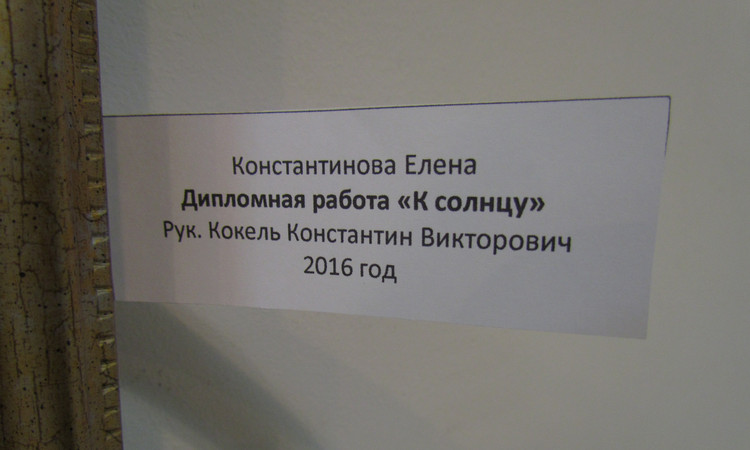 Константинова Елена
Дипломная работа «К солнцу»
Рук. Кокель Константин Викторович
2016 год